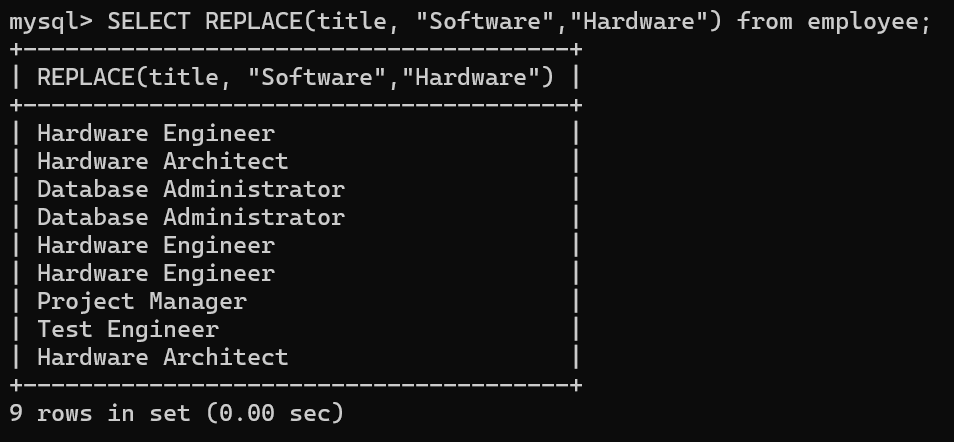 mysql> SELECT REPLACE(title, "Software","Hardware") from employee;
+---------------------------------------+
| REPLACE(title, "Software","Hardware") |
+---------------------------------------+
| Hardware Engineer                     |
| Hardware Architect                    |
| Database Administrator                |
| Database Administrator                |
| Hardware Engineer                     |
| Hardware Engineer                     |
| Project Manager                       |
| Test Engineer                         |
| Hardware Architect                    |
+---------------------------------------+
9 rows in set (0.00 sec)